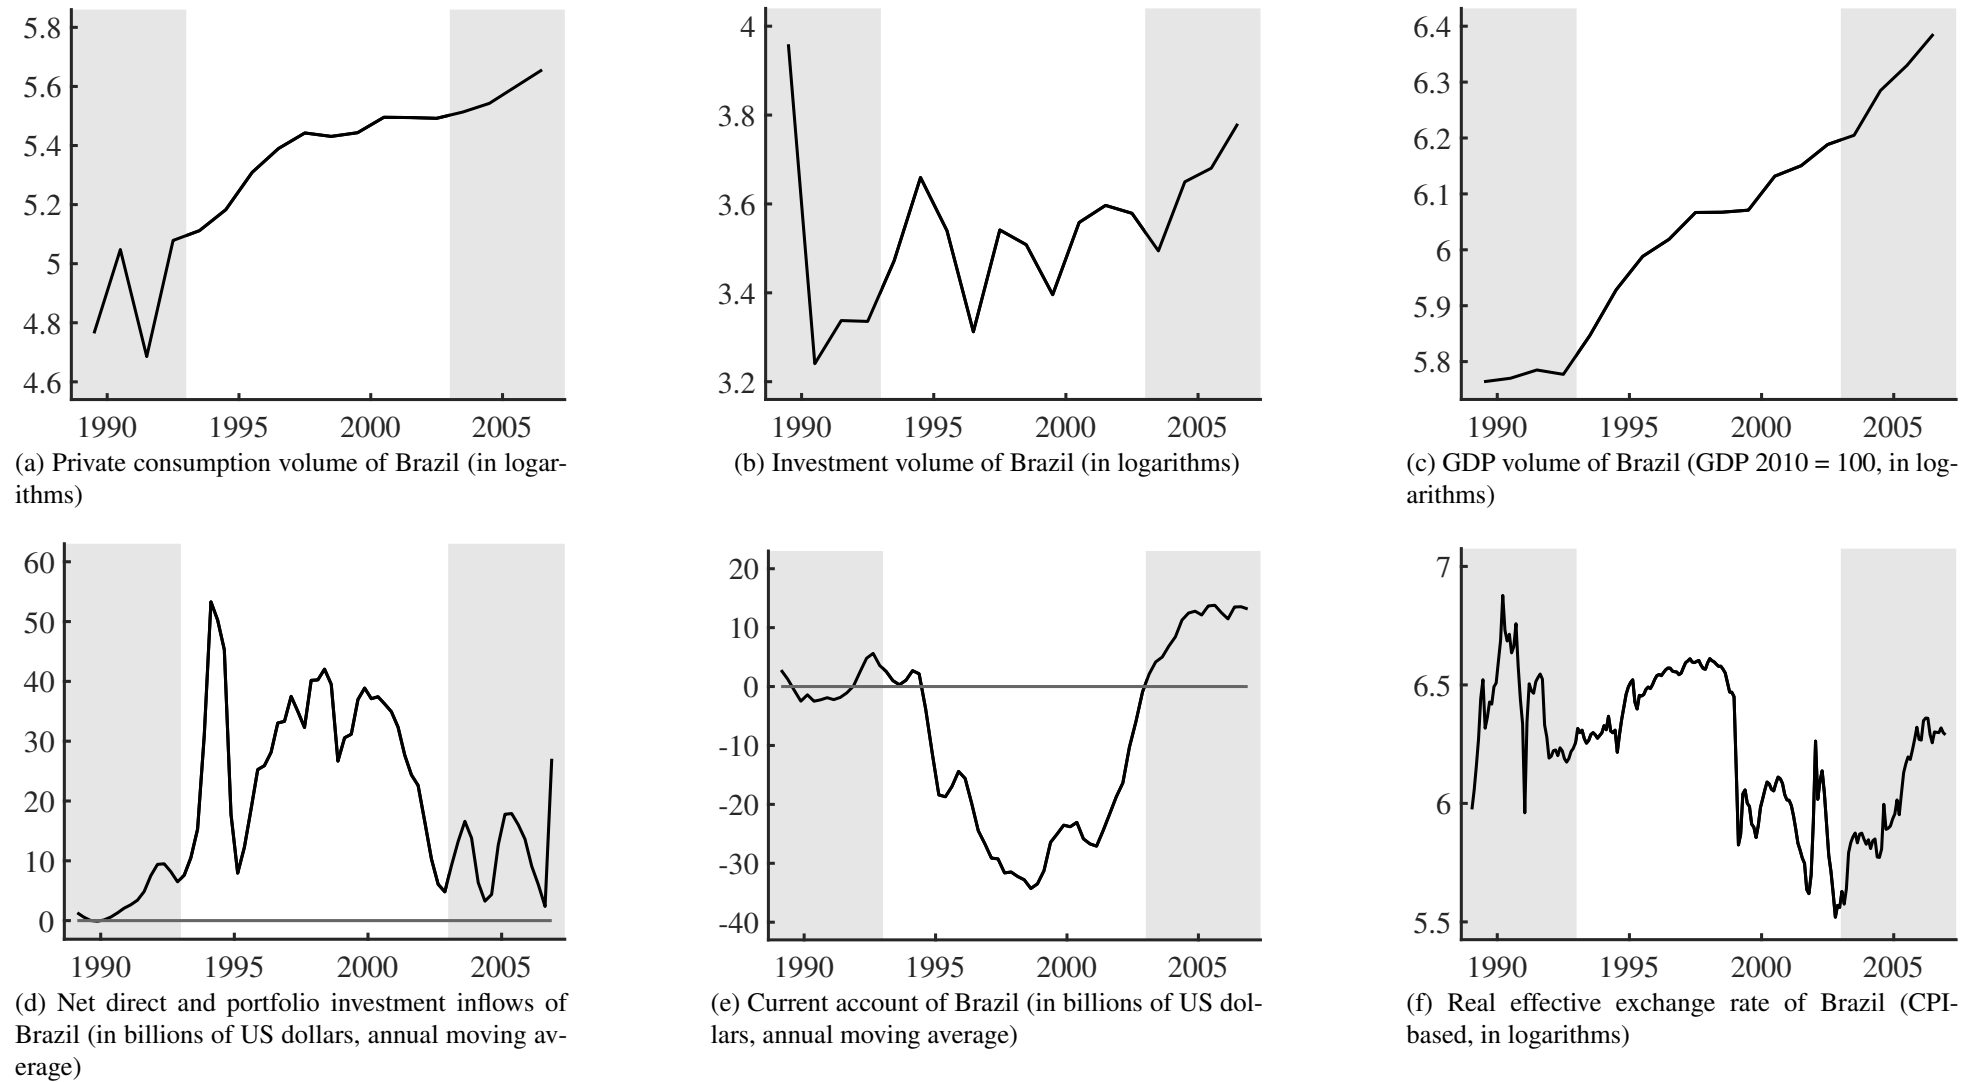 5.8
5.6
5.4
5.2
5
4.8
4.6
1990 1995 2000 2005
(a) Private consumption volume of Brazil (in logar-
ithms)
4
3.8
3.6
3.4
3.2
1990 1995 2000 2005
(b) Investment volume of Brazil (in logarithms)
6.4
6.3
6.2
6.1
6
5.9
5.8
1990 1995 2000 2005
(c) GDP volume of Brazil (GDP 2010 = 100, in log-
arithms)
60
50
40
30
20
10
0
1990 1995 2000 2005
(d) Net direct and portfolio investment inflows of
Brazil (in billions of US dollars, annual moving av-
erage)
20
10
0
-10
-20
-30
-40
1990 1995 2000 2005
(e) Current account of Brazil (in billions of US dol-
lars, annual moving average)
7
6.5
6
5.5
1990 1995 2000 2005
(f) Real effective exchange rate of Brazil (CPI-
based, in logarithms)